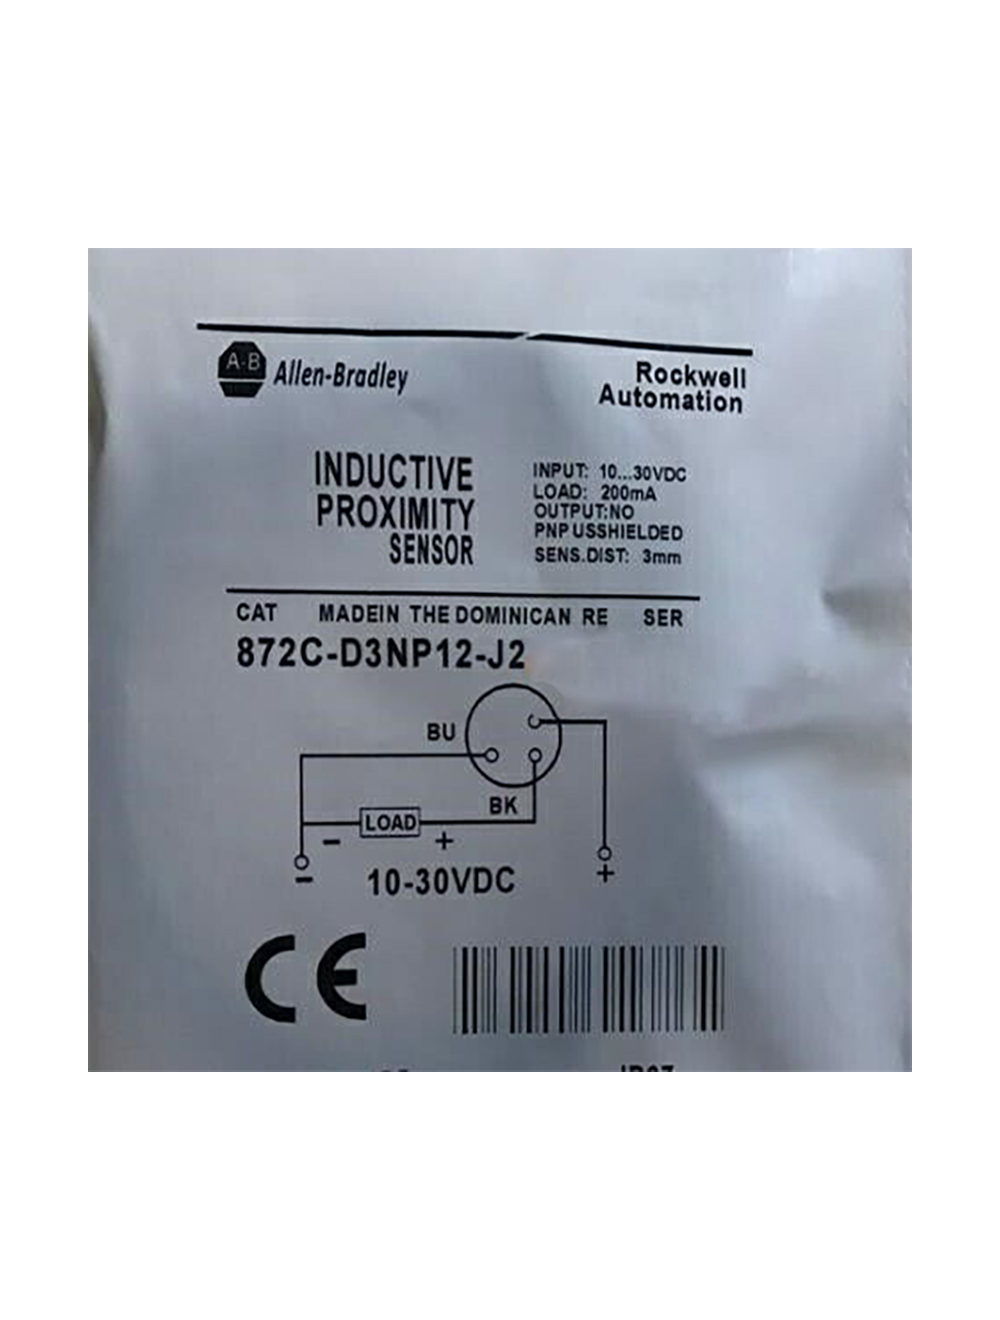 A-B Allen-Bradley
Rockwell
Automation
INDUCTIVE
PROXIMITY
SENSOR
INPUT: 10...30VDC
LOAD: 200mA
OUTPUT:NO
PNP USSHIELDED
SENS.DIST: 3mm
CAT MADEIN THE DOMINICAN RE SER
872C-D3NP12-J2
BU
BK
LOAD
- +
- 10-30VDC +
CE